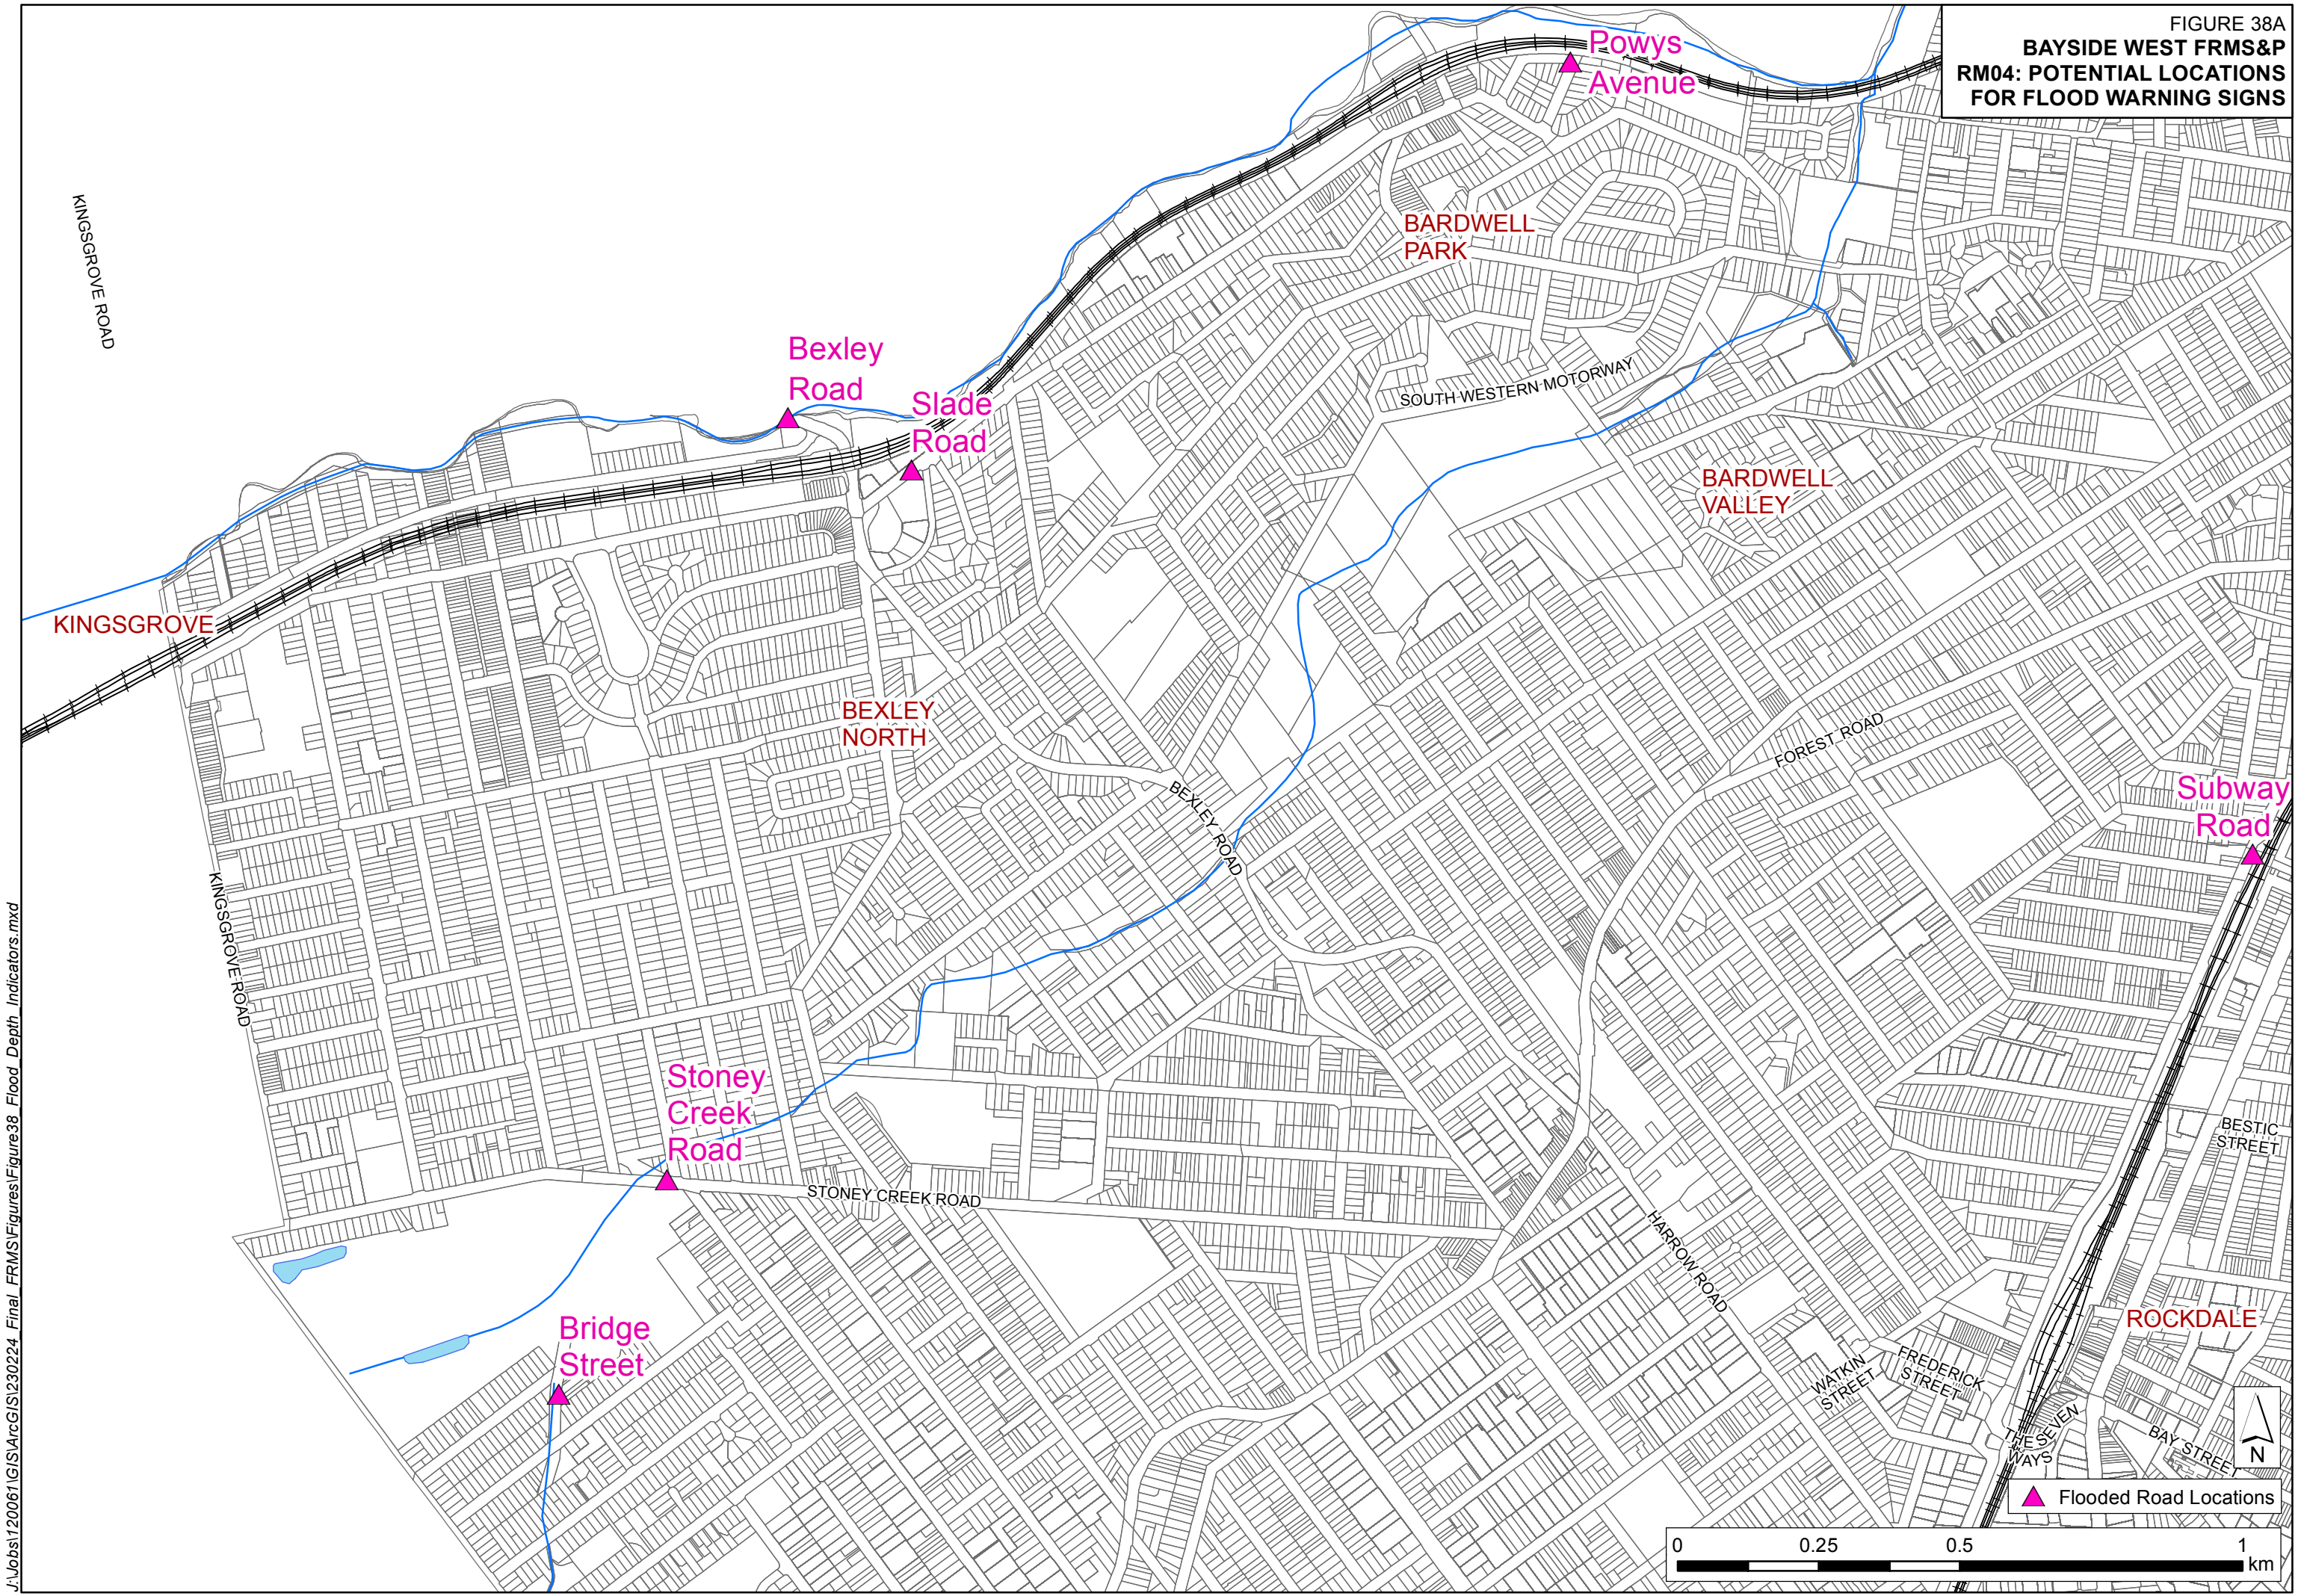 FIGURE 38A
BAYSIDE WEST FRMS&P
RM04: POTENTIAL LOCATIONS
FOR FLOOD WARNING SIGNS
Powys
Avenue
KINGSGROVE ROAD
BARDWELL
PARK
Bexley
Road
Slade
Road
SOUTH WESTERN MOTORWAY
BARDWELL
VALLEY
KINGSGROVE
BEXLEY
NORTH
FOREST ROAD
BEXLEY ROAD
Subway
Road
KINGSGROVE ROAD
Stoney
Creek
Road
STONEY CREEK ROAD
BESTIC
STREET
HARROW ROAD
Bridge
Street
ROCKDALE
WATKIN
STREET
FREDERICK
STREET
THE SEVEN
WAYS
BAY STREET
N
Flooded Road Locations
0 0.25 0.5 1
km
J:\Jobs\120061\GIS\ArcGIS\230224_Final_FRMS\Figures\Figure38_Flood_Depth_Indicators.mxd